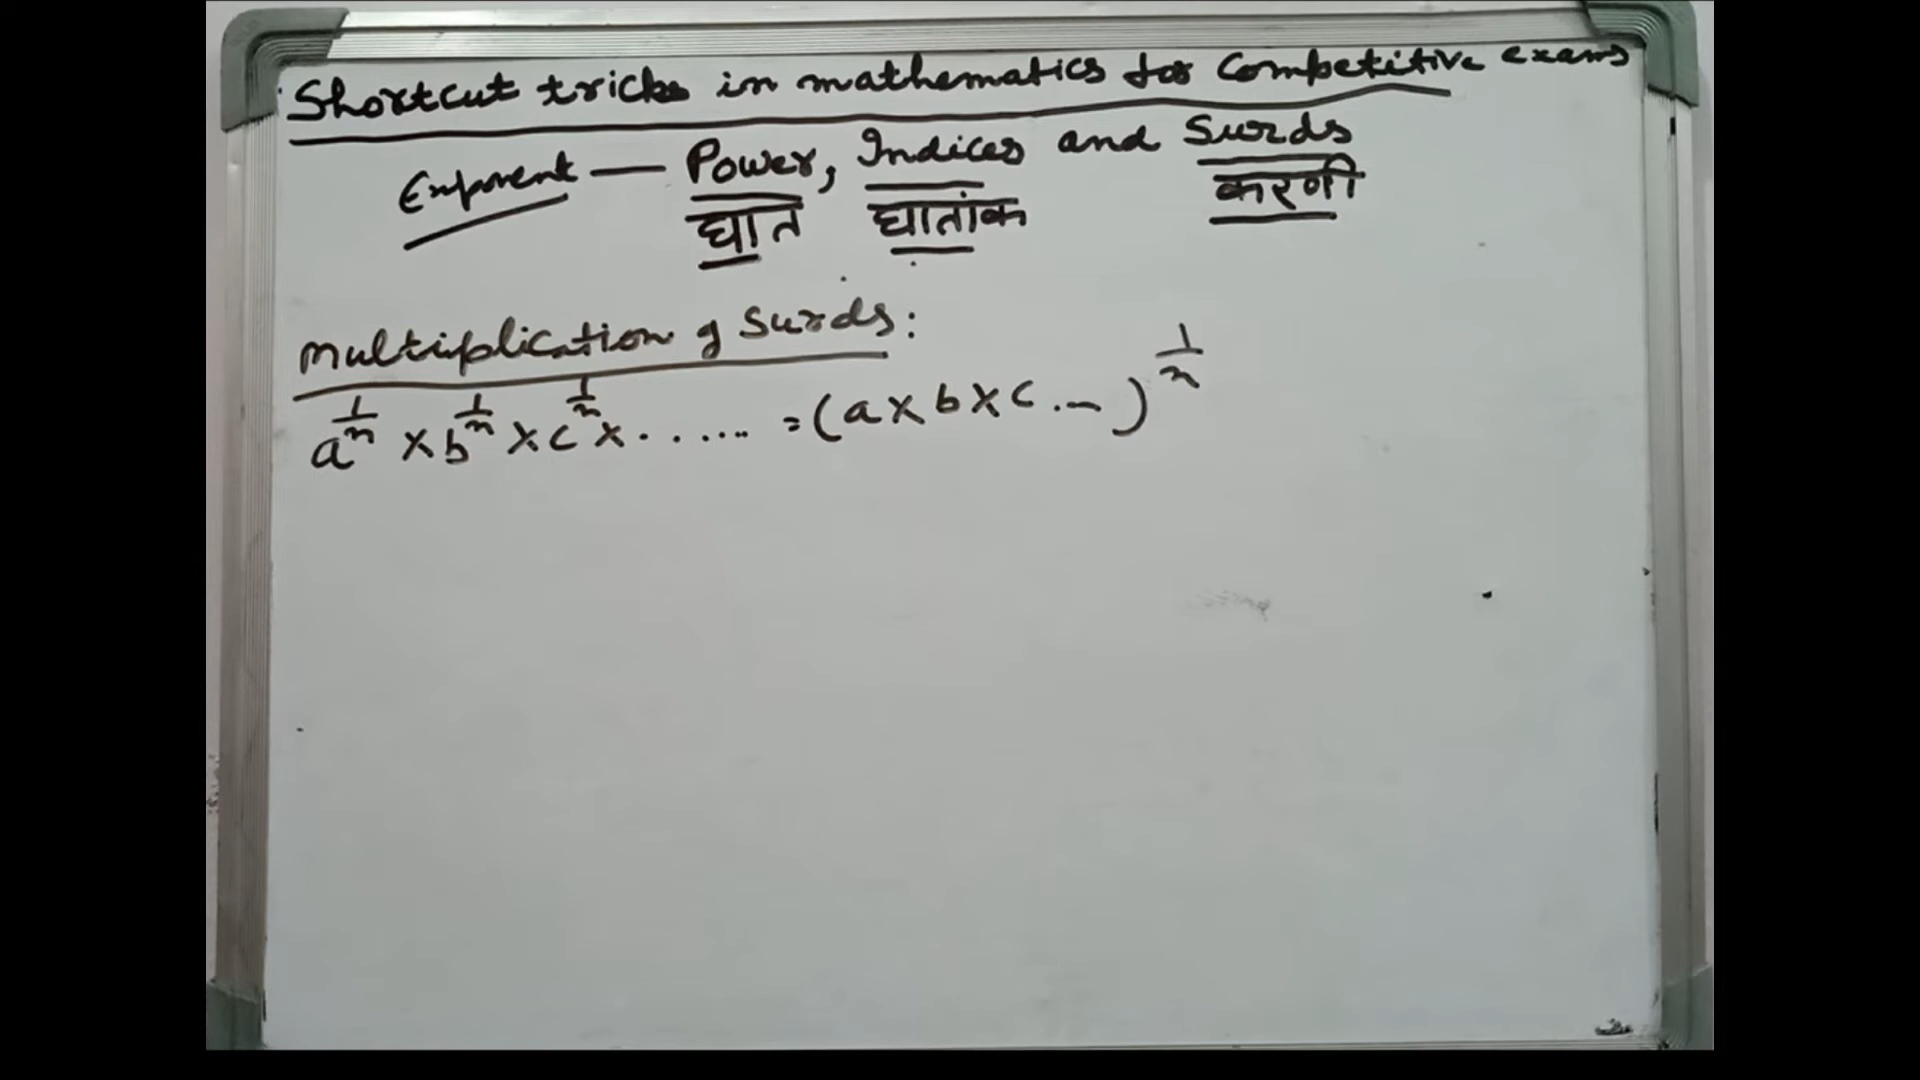 Shortcut tricks in mathematics for Competitive exams
Exponent — Power, Indices and Surds
घात घातांक करणी
Multiplication of Surds:
a^{1/n} × b^{1/n} × c^{1/n} × ....... = (a × b × c ...)^{1/n}